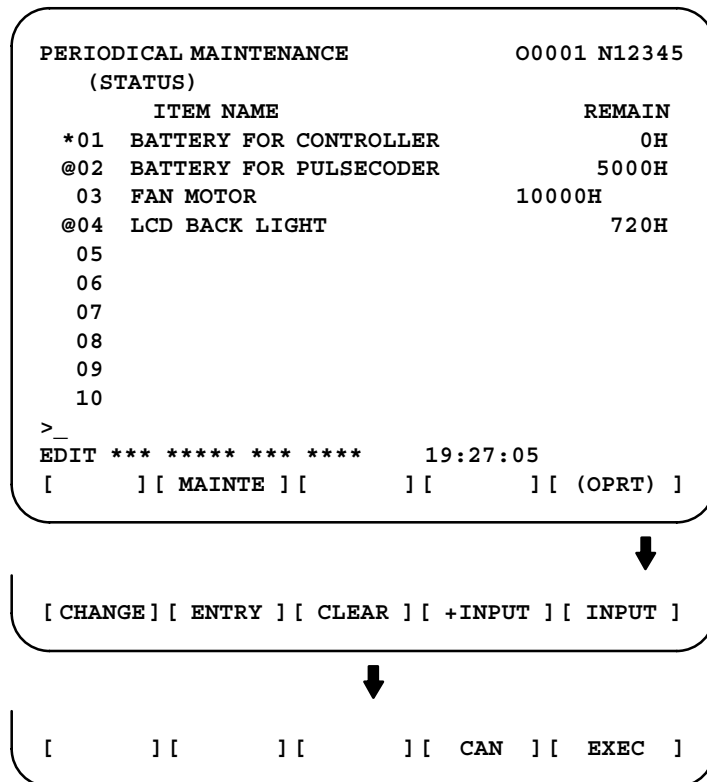 PERIODICAL MAINTENANCE O0001 N12345
(STATUS)
ITEM NAME REMAIN
*01 BATTERY FOR CONTROLLER 0H
@02 BATTERY FOR PULSECODER 5000H
03 FAN MOTOR 10000H
@04 LCD BACK LIGHT 720H
05
06
07
08
09
10
>_
EDIT *** ***** *** **** 19:27:05
[ ][ MAINTE ][ ][ ][ (OPRT) ]
[ CHANGE ][ ENTRY ][ CLEAR ][ +INPUT ][ INPUT ]
[ ][ ][ ][ CAN ][ EXEC ]